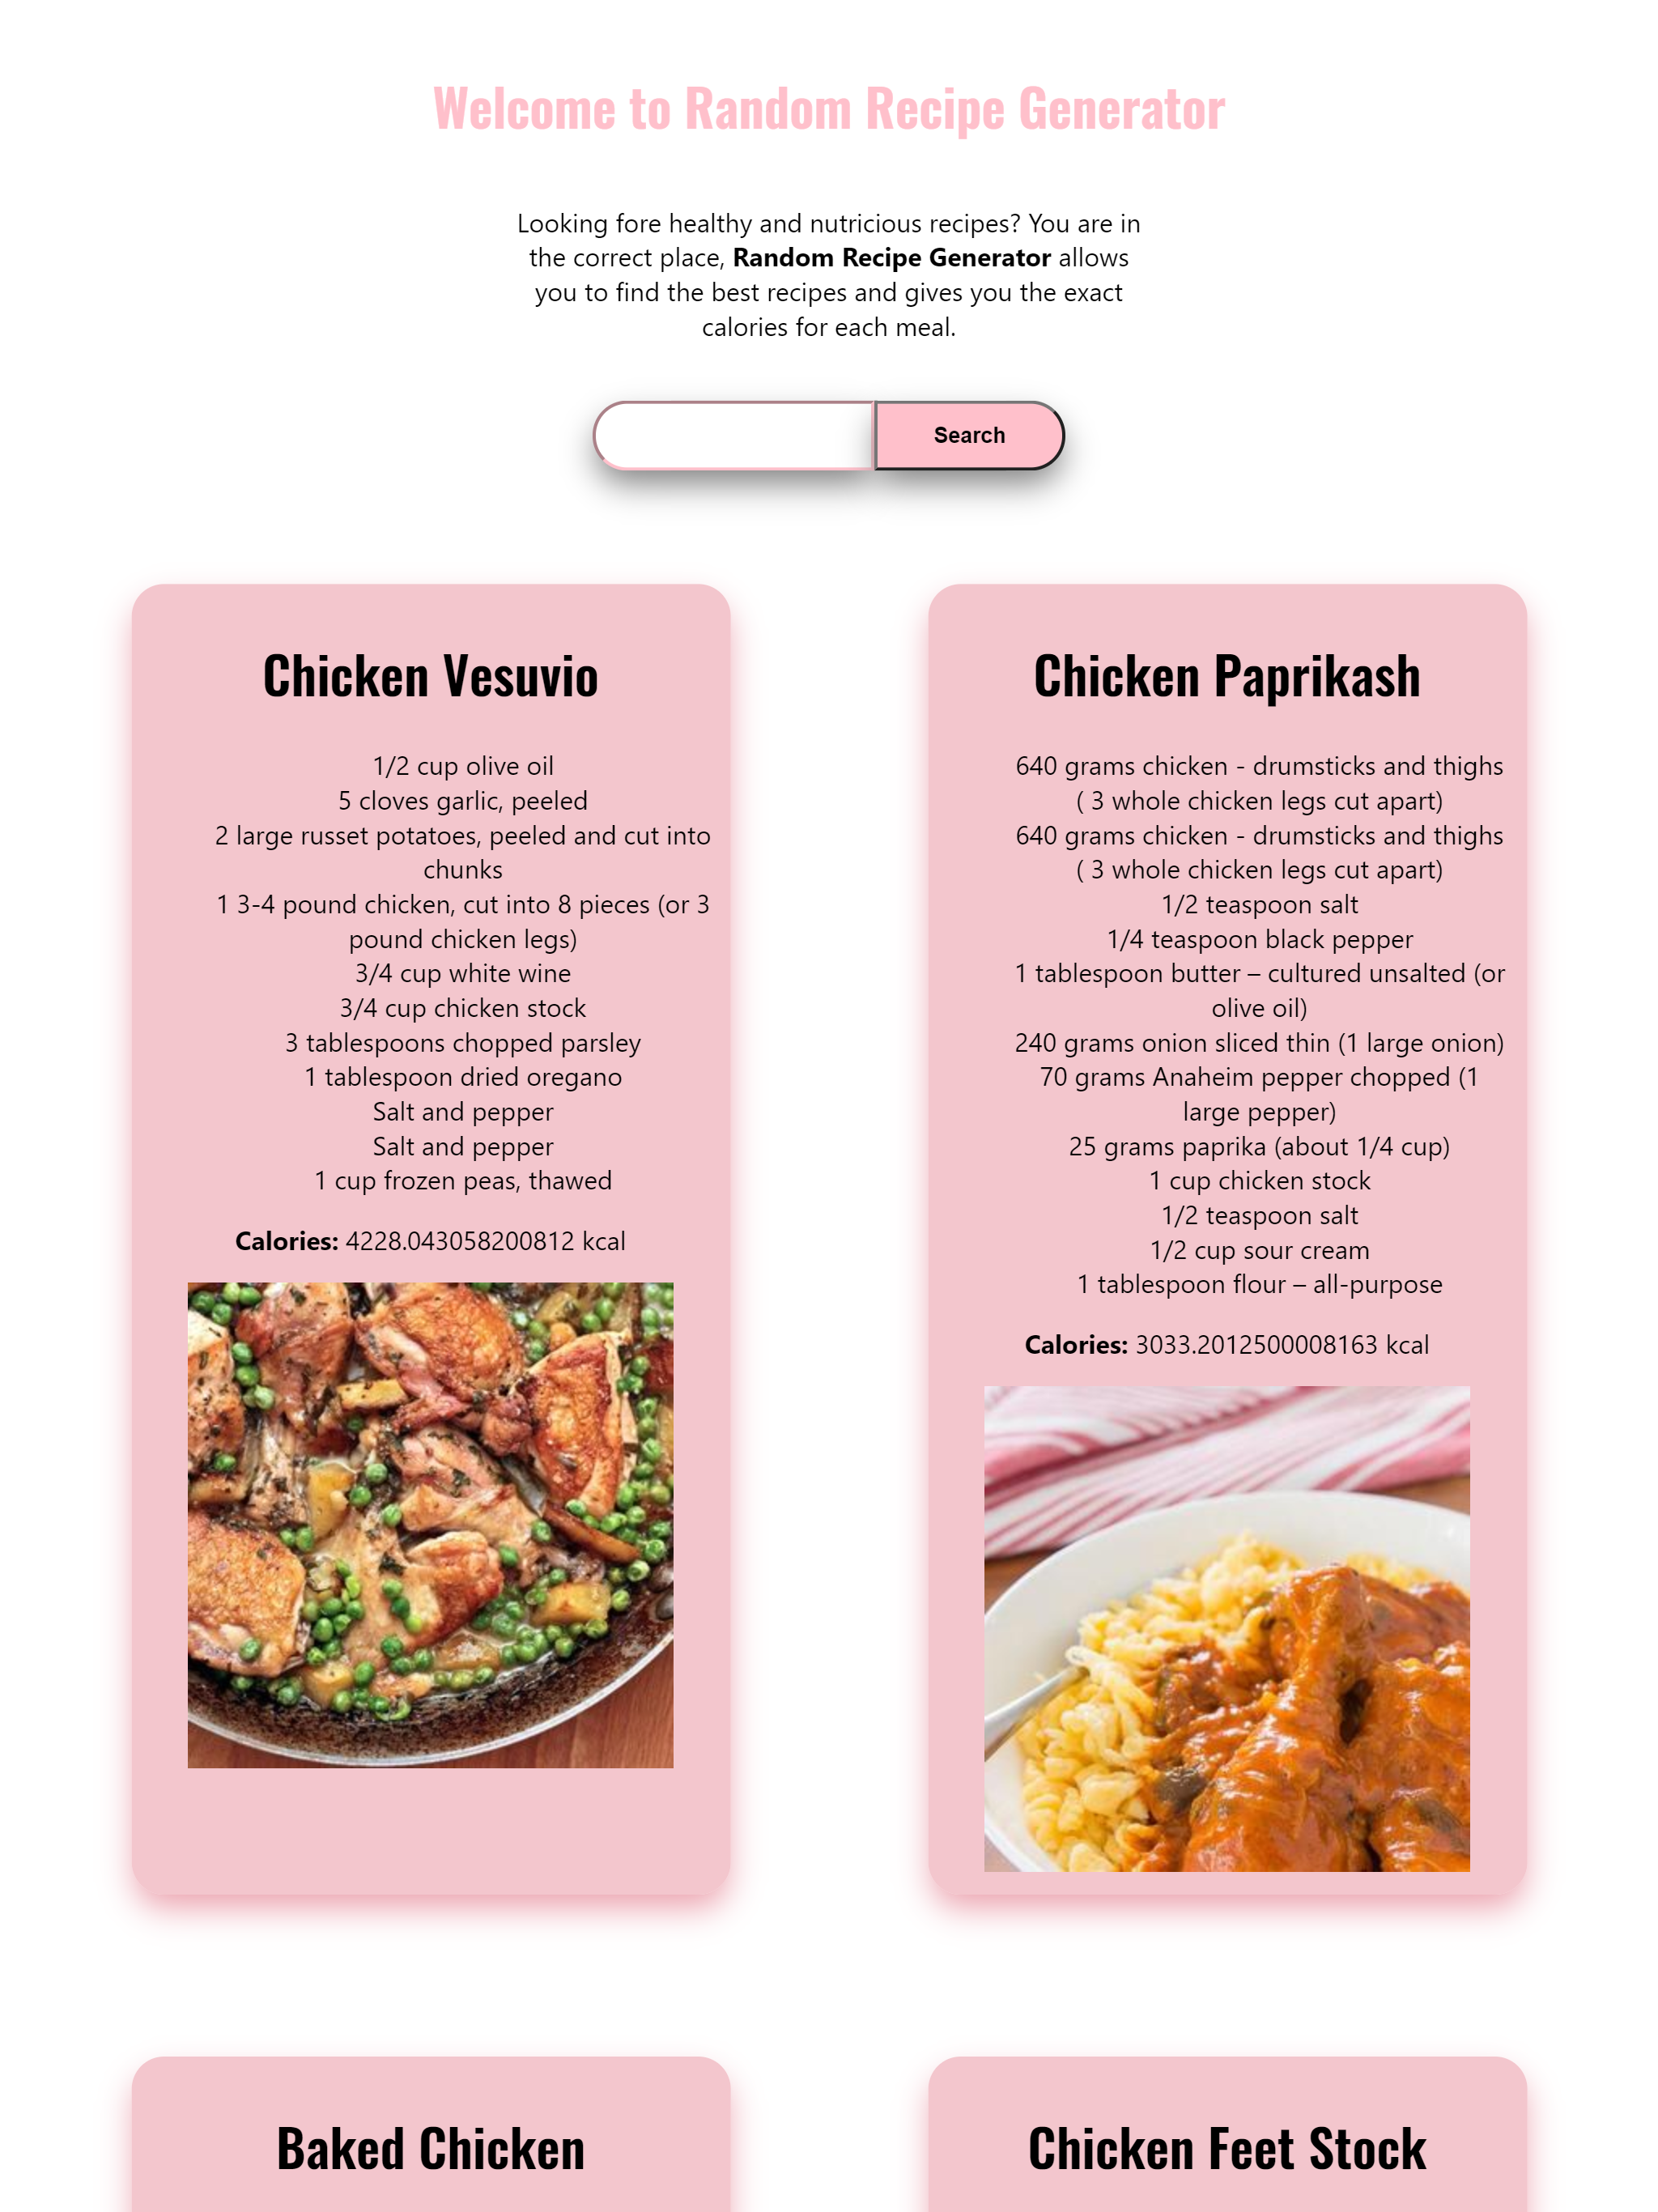 Welcome to Random Recipe Generator
Looking fore healthy and nutricious recipes? You are in
the correct place, Random Recipe Generator allows
you to find the best recipes and gives you the exact
calories for each meal.
Search
Chicken Vesuvio
1/2 cup olive oil
5 cloves garlic, peeled
2 large russet potatoes, peeled and cut into
chunks
1 3-4 pound chicken, cut into 8 pieces (or 3
pound chicken legs)
3/4 cup white wine
3/4 cup chicken stock
3 tablespoons chopped parsley
1 tablespoon dried oregano
Salt and pepper
Salt and pepper
1 cup frozen peas, thawed
Calories: 4228.043058200812 kcal
Chicken Paprikash
640 grams chicken - drumsticks and thighs
( 3 whole chicken legs cut apart)
640 grams chicken - drumsticks and thighs
( 3 whole chicken legs cut apart)
1/2 teaspoon salt
1/4 teaspoon black pepper
1 tablespoon butter – cultured unsalted (or
olive oil)
240 grams onion sliced thin (1 large onion)
70 grams Anaheim pepper chopped (1
large pepper)
25 grams paprika (about 1/4 cup)
1 cup chicken stock
1/2 teaspoon salt
1/2 cup sour cream
1 tablespoon flour – all-purpose
Calories: 3033.2012500008163 kcal
Baked Chicken
Chicken Feet Stock